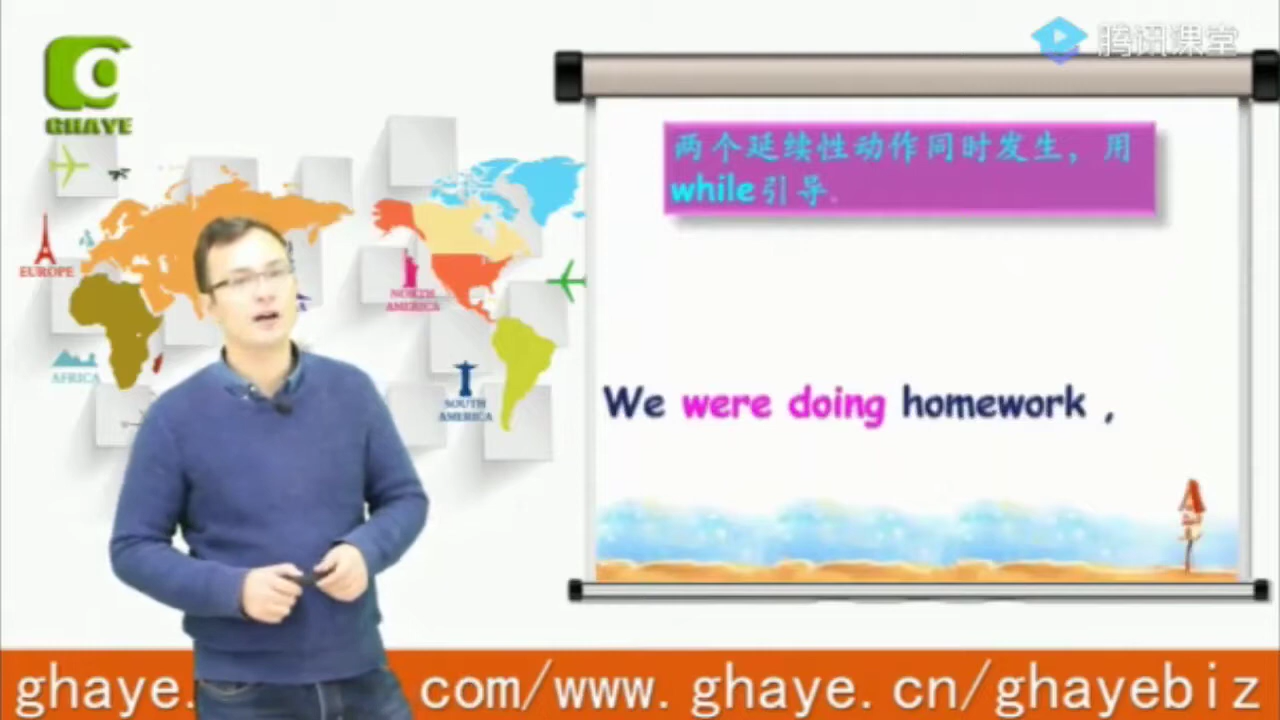 GHAYE
腾讯课堂
两个延续性动作同时发生，用
while引导。
EUROPE
NORTH
AMERICA
AFRICA
SOUTH
AMERICA
We were doing homework ,
ghaye. com/www. ghaye. cn/ghayebiz